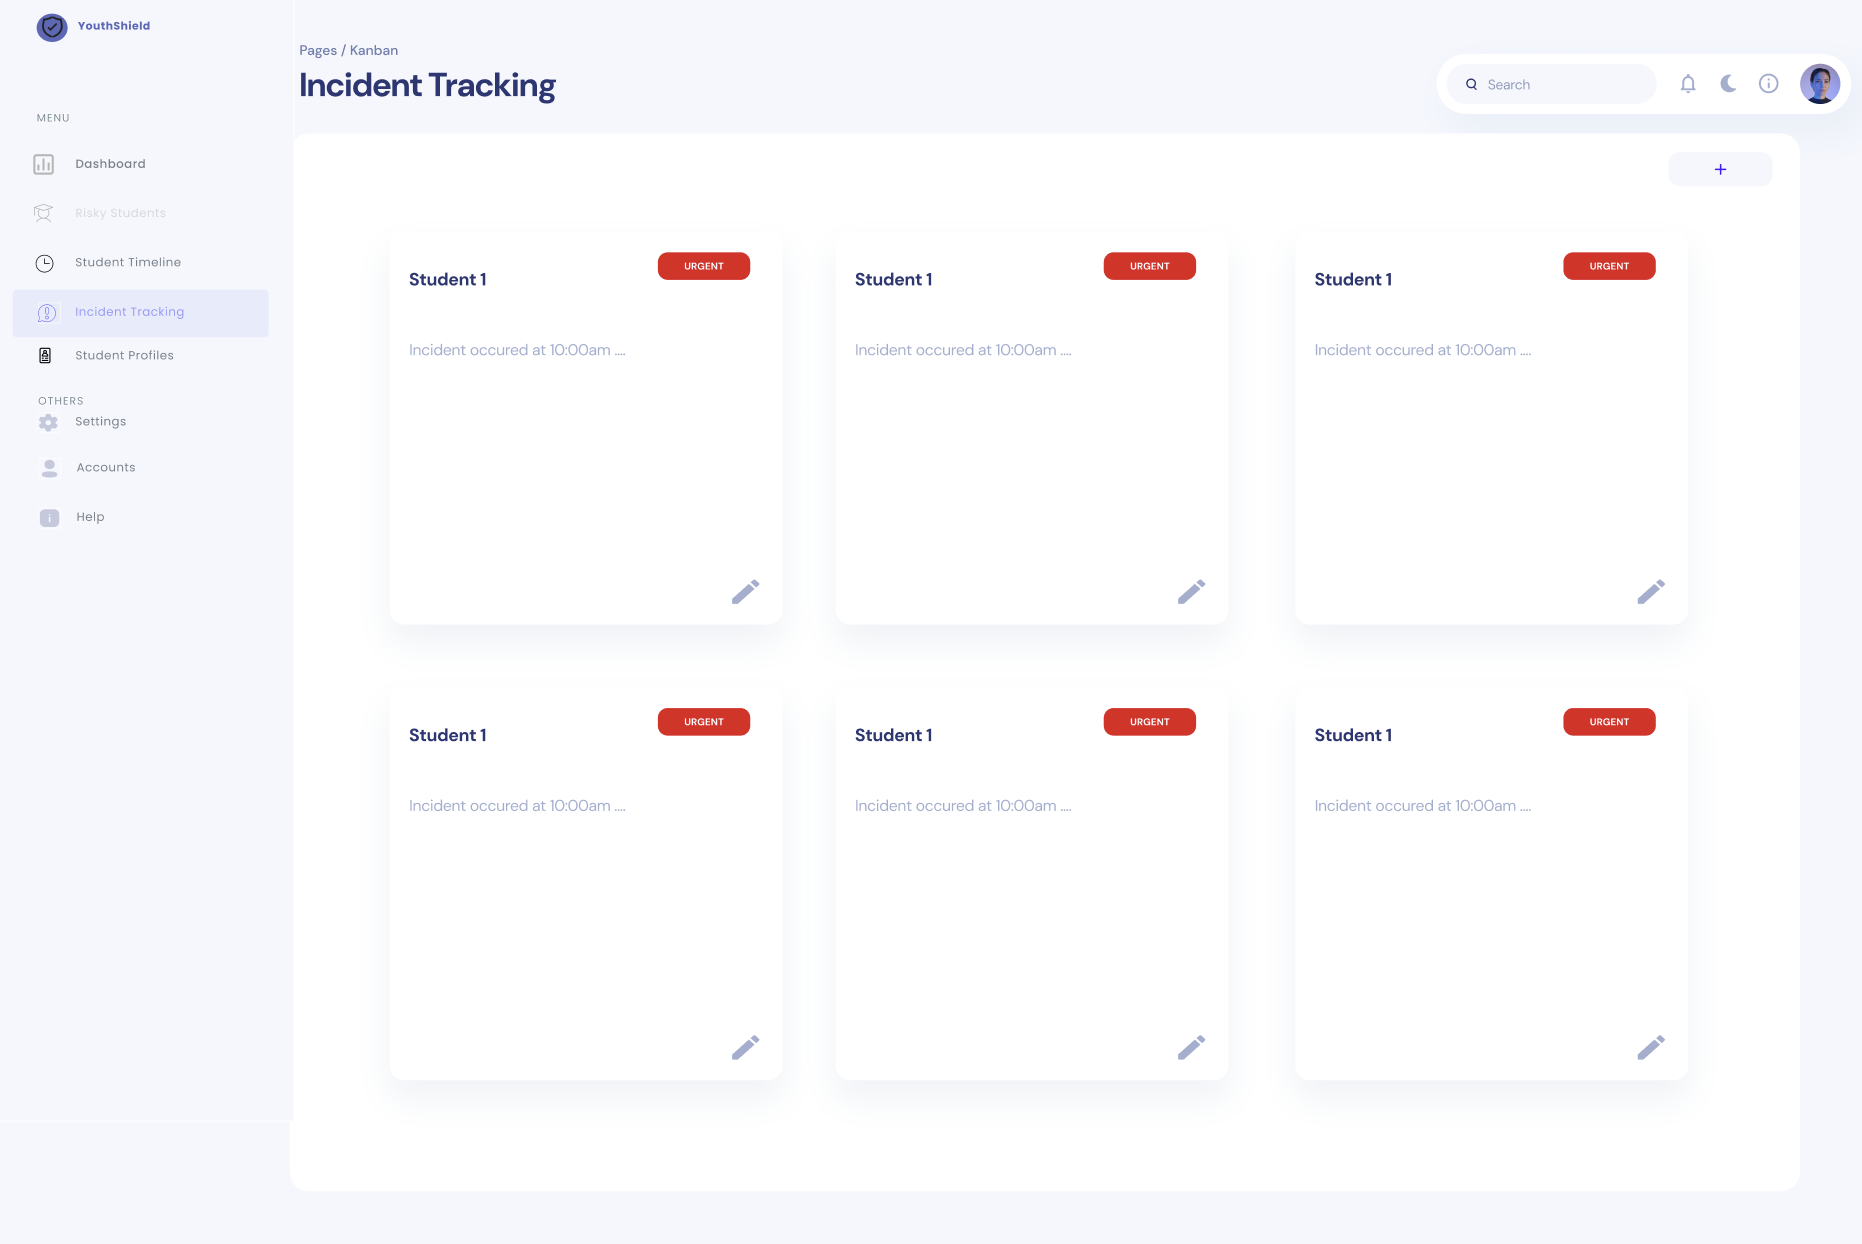 YouthShield
MENU
Dashboard
Risky Students
Student Timeline
Incident Tracking
Student Profiles
OTHERS
Settings
Accounts
Help
Pages / Kanban
Incident Tracking
Search
+
Student 1
URGENT
Incident occured at 10:00am ....
Student 1
URGENT
Incident occured at 10:00am ....
Student 1
URGENT
Incident occured at 10:00am ....
Student 1
URGENT
Incident occured at 10:00am ....
Student 1
URGENT
Incident occured at 10:00am ....
Student 1
URGENT
Incident occured at 10:00am ....